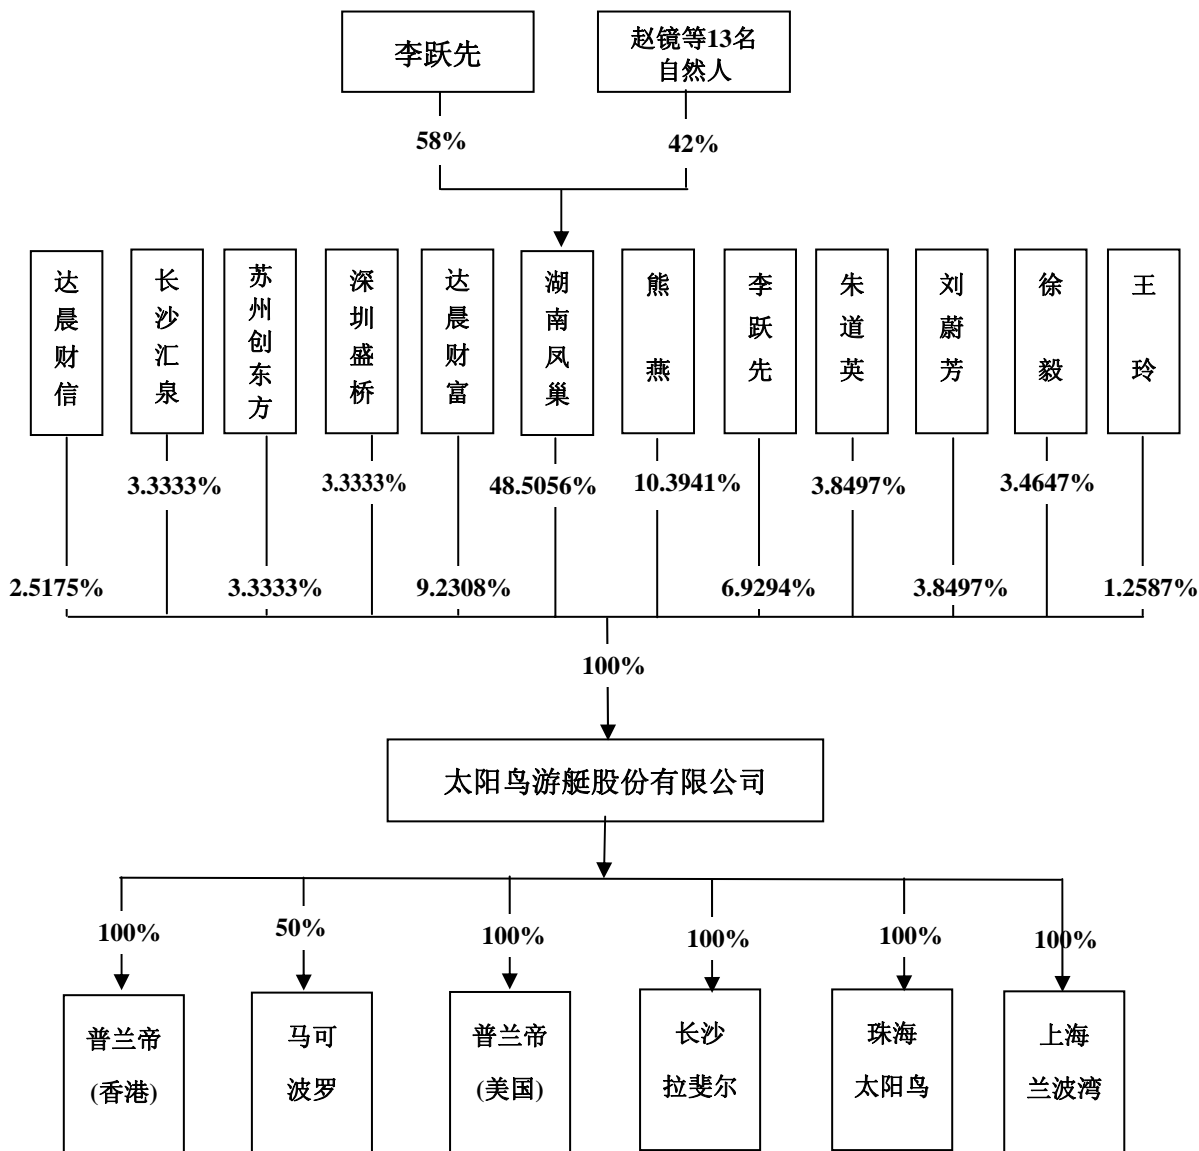 李跃先
赵镜等13名
自然人
58%
42%
达晨财信
长沙汇泉
苏州创东方
深圳盛桥
达晨财富
湖南凤巢
熊燕
李跃先
朱道英
刘蔚芳
徐毅
王玲
3.3333%
3.3333%
48.5056%
10.3941%
3.8497%
3.4647%
2.5175%
3.3333%
9.2308%
6.9294%
3.8497%
1.2587%
100%
太阳鸟游艇股份有限公司
100%
50%
100%
100%
100%
100%
普兰帝
(香港)
马可
波罗
普兰帝
(美国)
长沙
拉斐尔
珠海
太阳鸟
上海
兰波湾